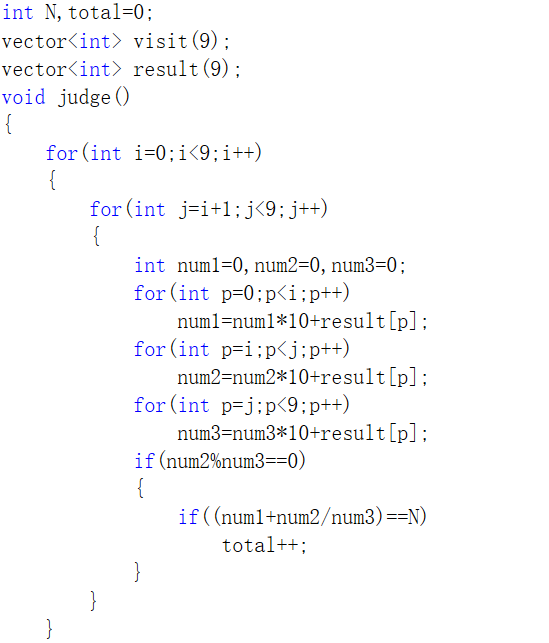 int N,total=0;
vector<int> visit(9);
vector<int> result(9);
void judge()
{
    for(int i=0;i<9;i++)
    {
        for(int j=i+1;j<9;j++)
        {
            int num1=0,num2=0,num3=0;
            for(int p=0;p<i;p++)
                num1=num1*10+result[p];
            for(int p=i;p<j;p++)
                num2=num2*10+result[p];
            for(int p=j;p<9;p++)
                num3=num3*10+result[p];
            if(num2%num3==0)
            {
                if((num1+num2/num3)==N)
                    total++;
            }
        }
    }